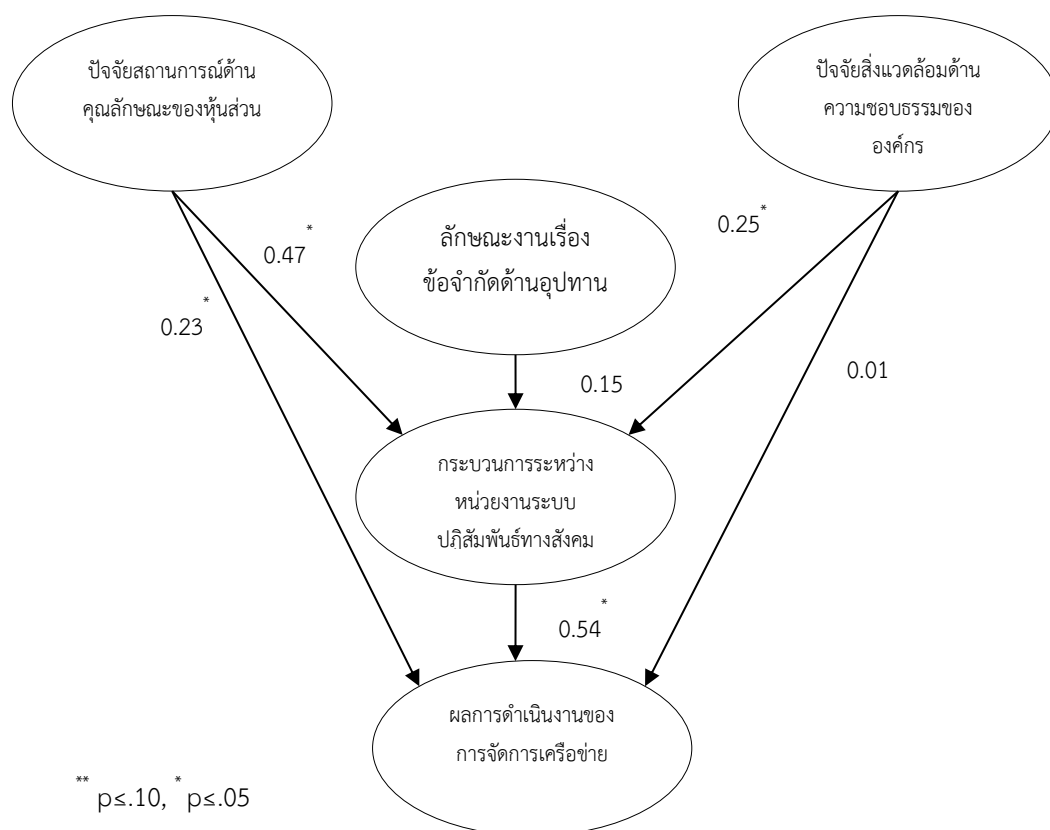 ปัจจัยสถานการณ์ด้าน
คุณลักษณะของหุ้นส่วน
ปัจจัยสิ่งแวดล้อมด้าน
ความชอบธรรมของ
องค์กร
ลักษณะงานเรื่อง
ข้อจำกัดด้านอุปทาน
0.47*
0.25*
0.23*
0.15
0.01
กระบวนการระหว่าง
หน่วยงานระบบ
ปฏิสัมพันธ์ทางสังคม
0.54*
ผลการดำเนินงานของ
การจัดการเครือข่าย
** p≤.10, * p≤.05